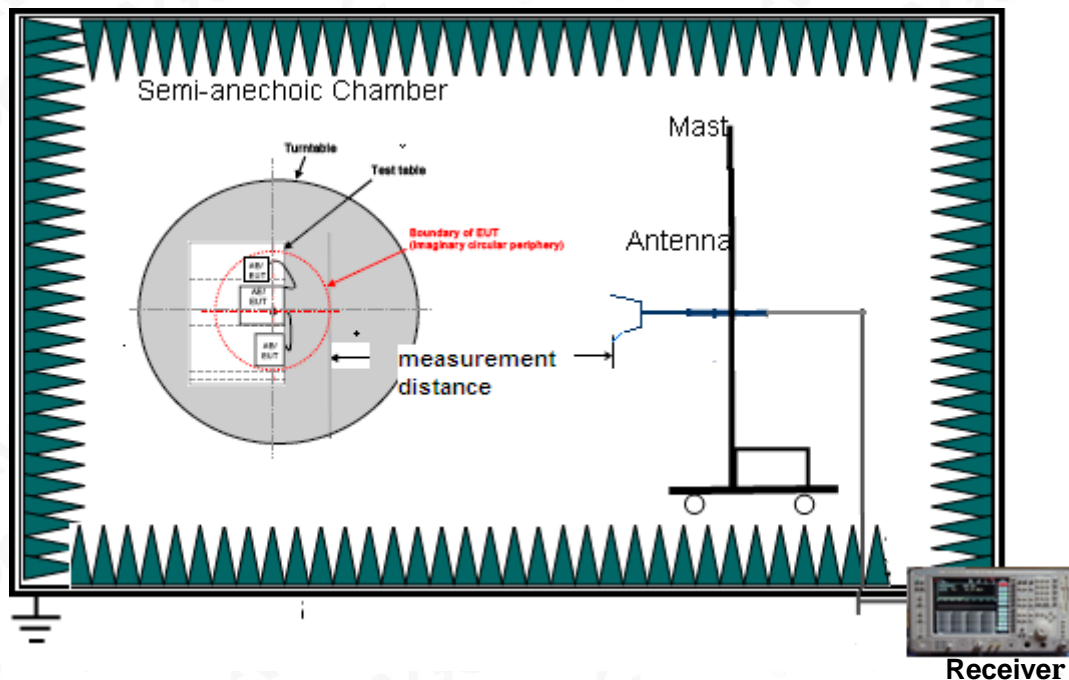 Semi-anechoic Chamber
Mast
Turntable
Test table
Boundary of EUT
(Imaginary circular periphery)
Antenna
AE/
EUT
AE/
EUT
AE/
EUT
measurement
distance
Receiver